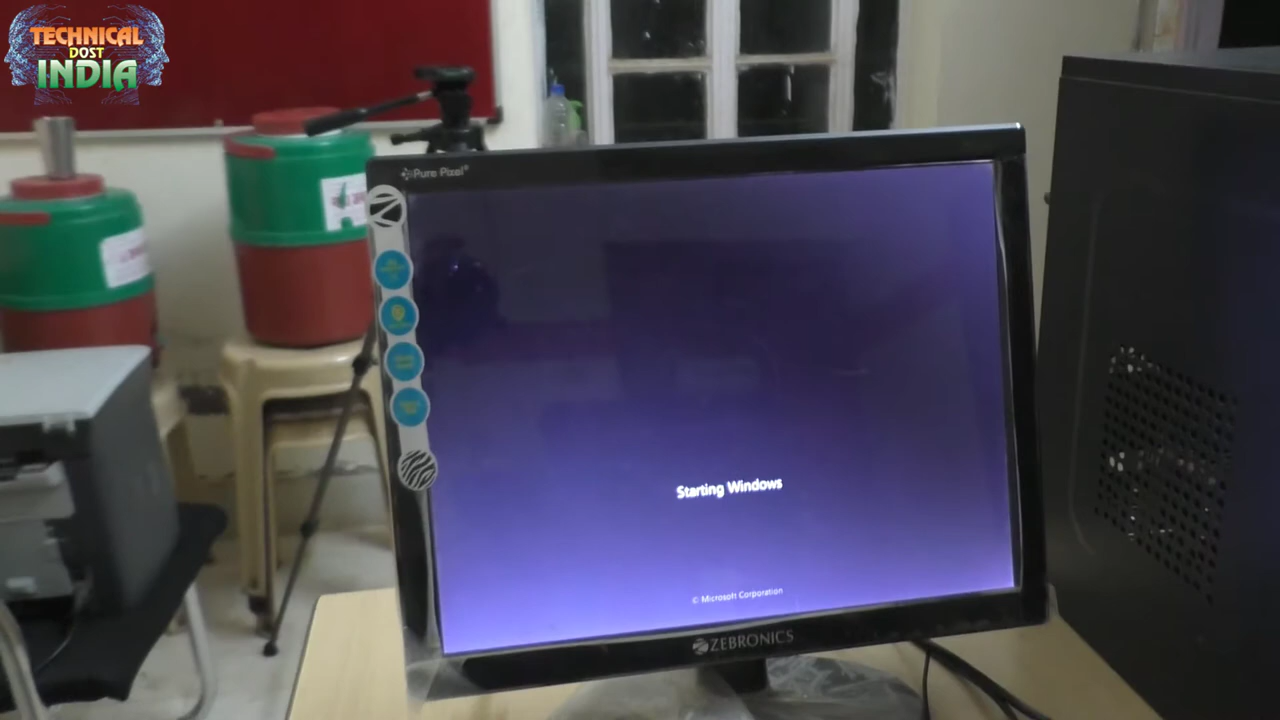 TECHNICAL
DOST
INDIA
Pure Pixel
Starting Windows
© Microsoft Corporation
ZEBRONICS